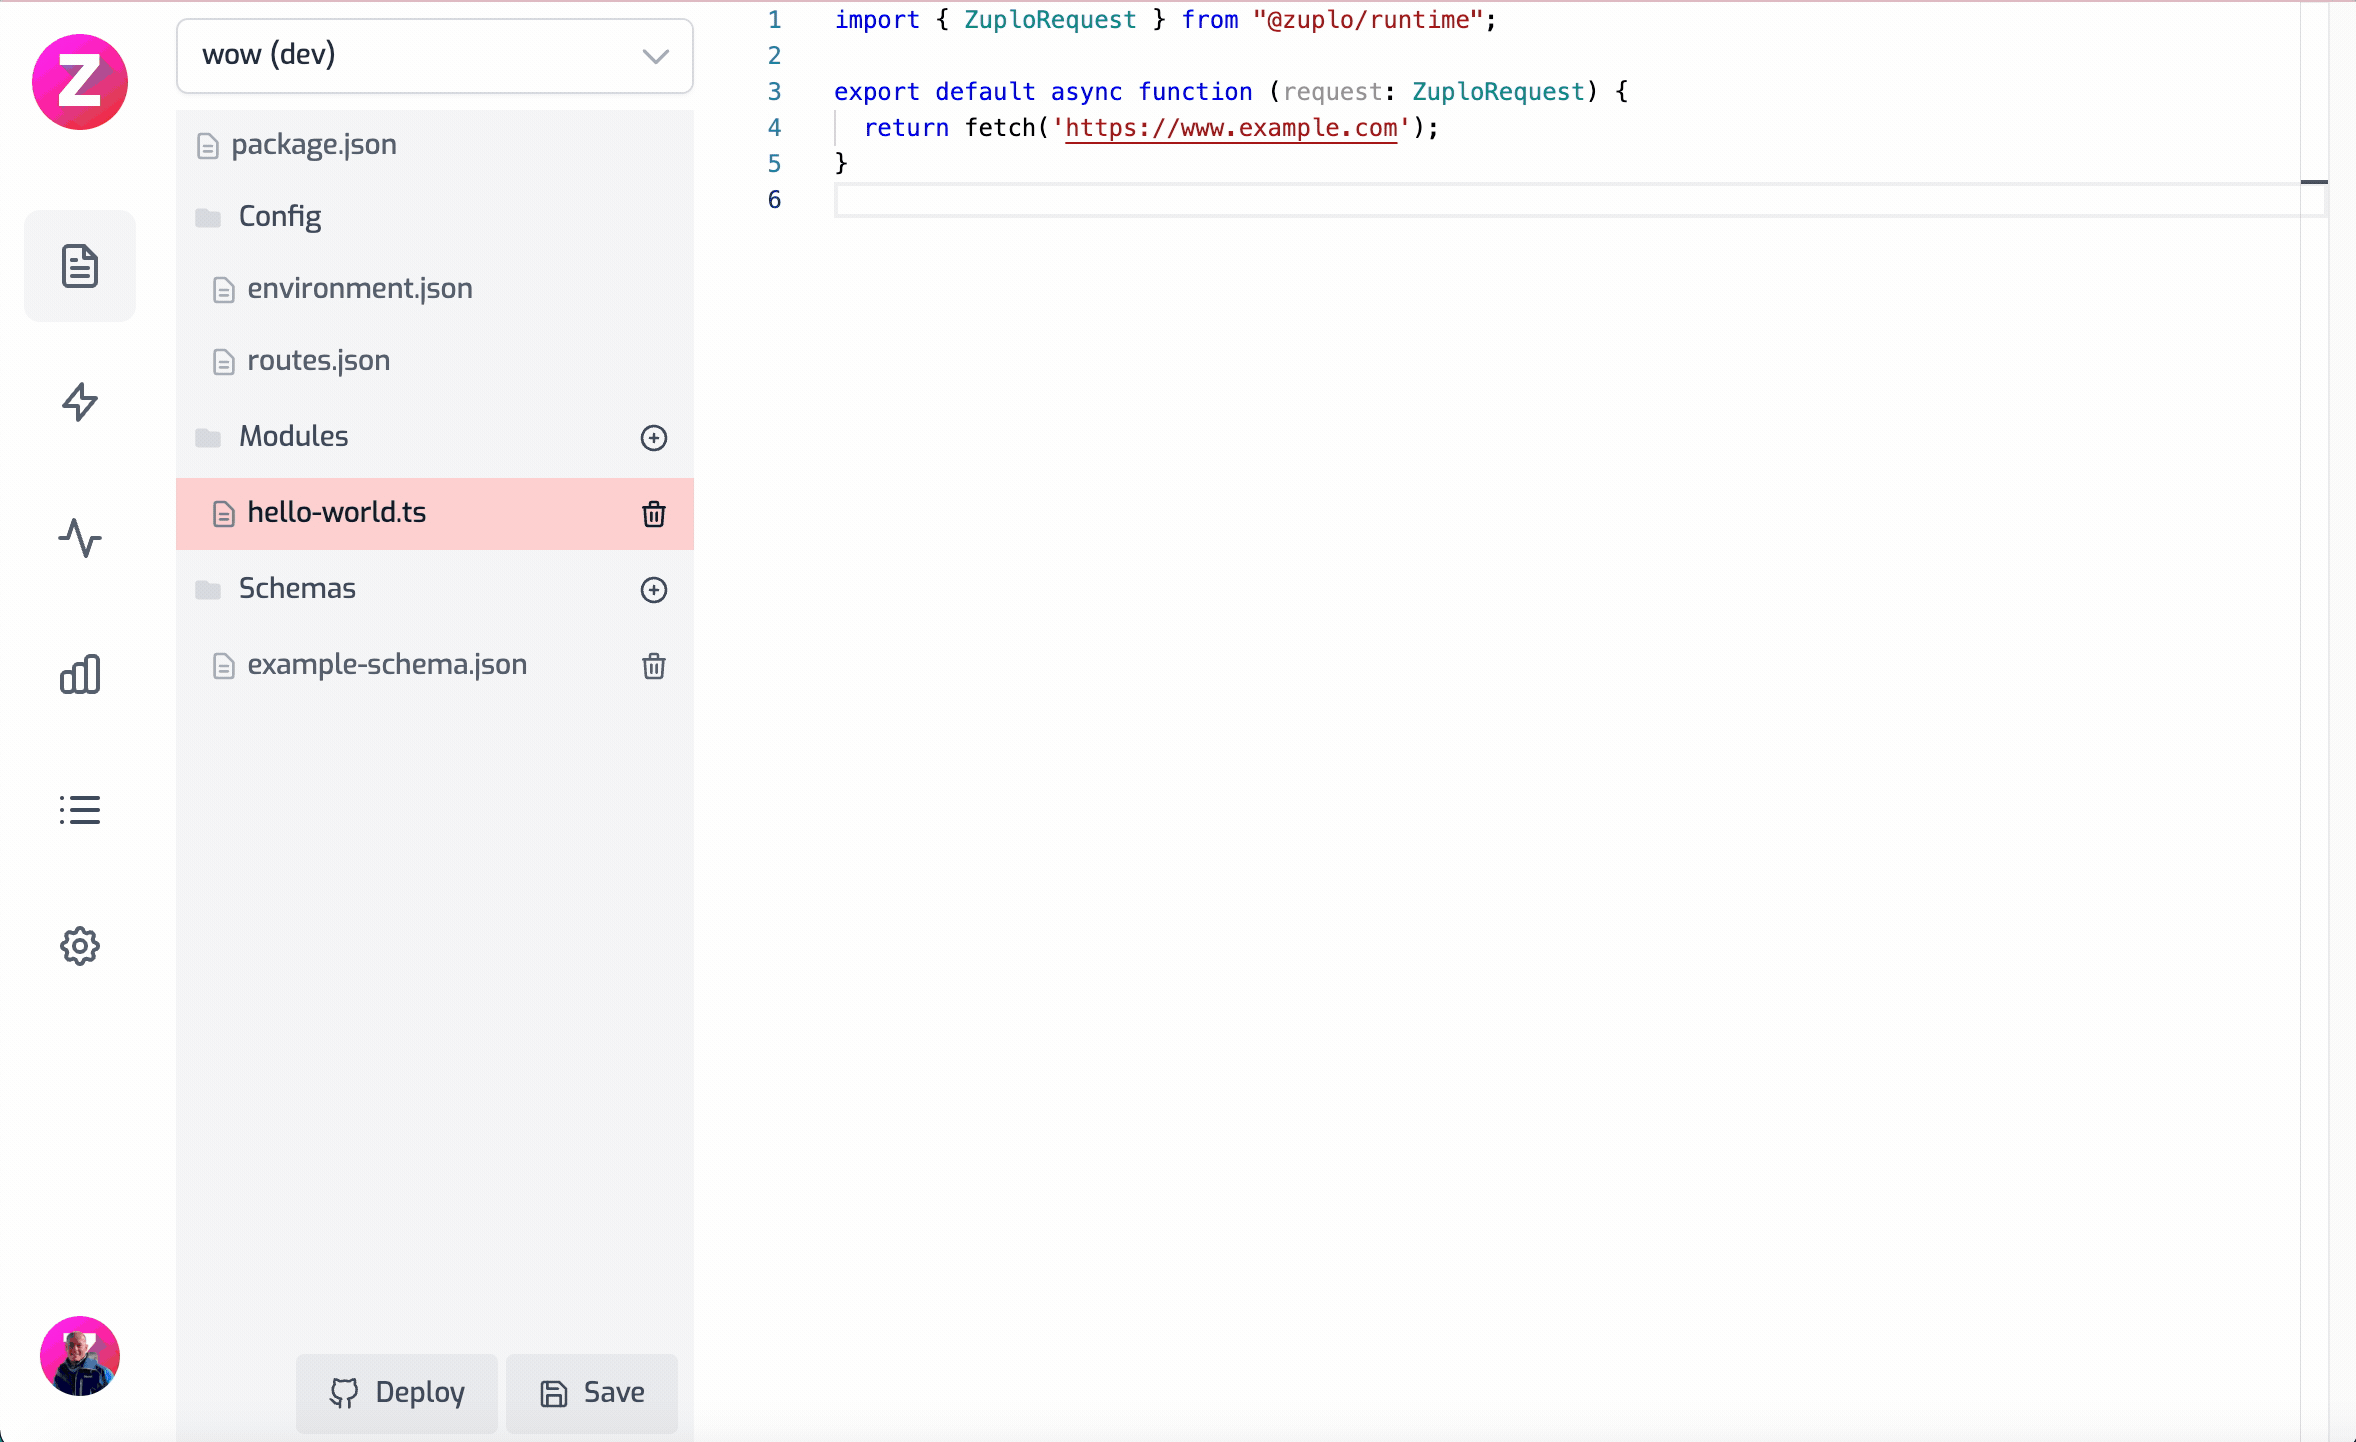 Z
wow (dev)
package.json
Config
environment.json
routes.json
Modules
hello-world.ts
Schemas
example-schema.json
Deploy
Save
1 import { ZuploRequest } from "@zuplo/runtime";
2
3 export default async function (request: ZuploRequest) {
4 return fetch('https://www.example.com');
5 }
6